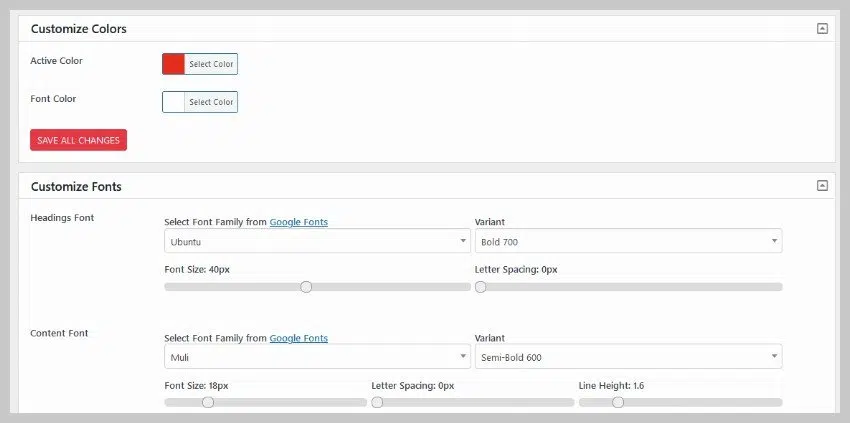 Customize Colors
Active Color
Select Color
Font Color
Select Color
SAVE ALL CHANGES
Customize Fonts
Headings Font
Select Font Family from Google Fonts
Variant
Ubuntu
Bold 700
Font Size: 40px
Letter Spacing: 0px
Content Font
Select Font Family from Google Fonts
Variant
Muli
Semi-Bold 600
Font Size: 18px
Letter Spacing: 0px
Line Height: 1.6